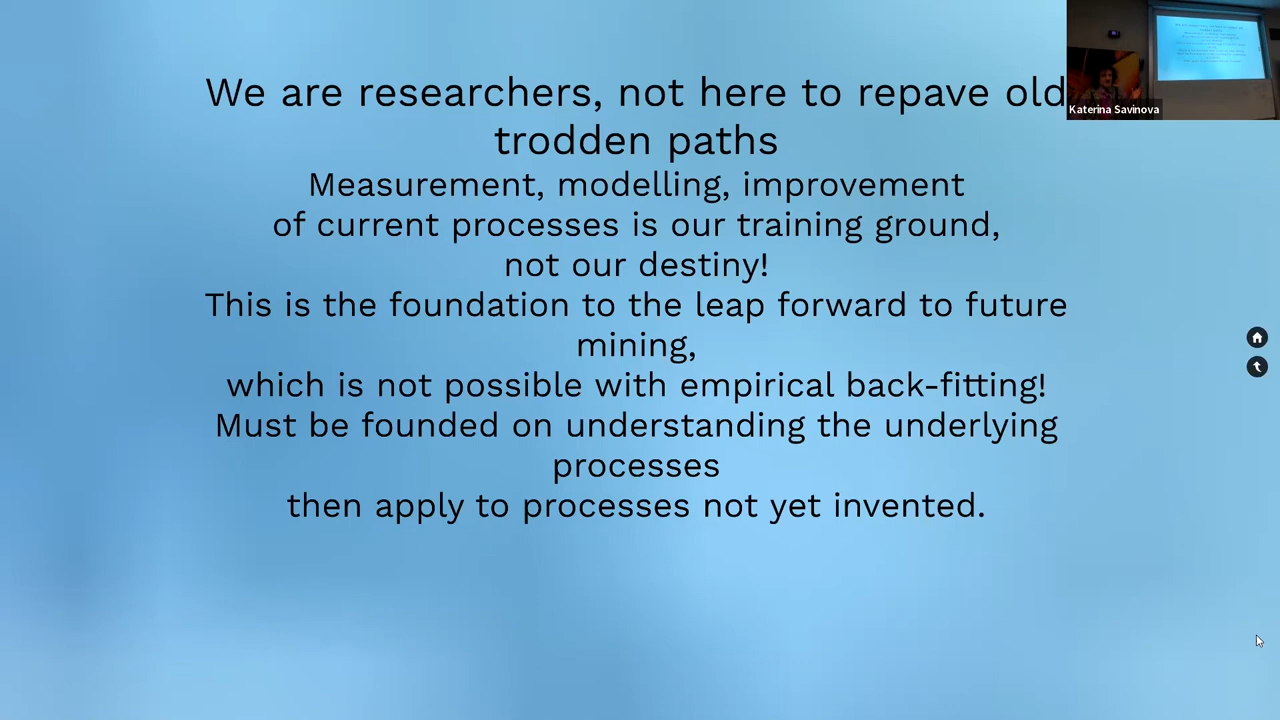 We are researchers, not here to repave old
trodden paths
Measurement, modelling, improvement
of current processes is our training ground,
not our destiny!
This is the foundation to the leap forward to future
mining,
which is not possible with empirical back-fitting!
Must be founded on understanding the underlying
processes
then apply to processes not yet invented.
Katerina Savinova